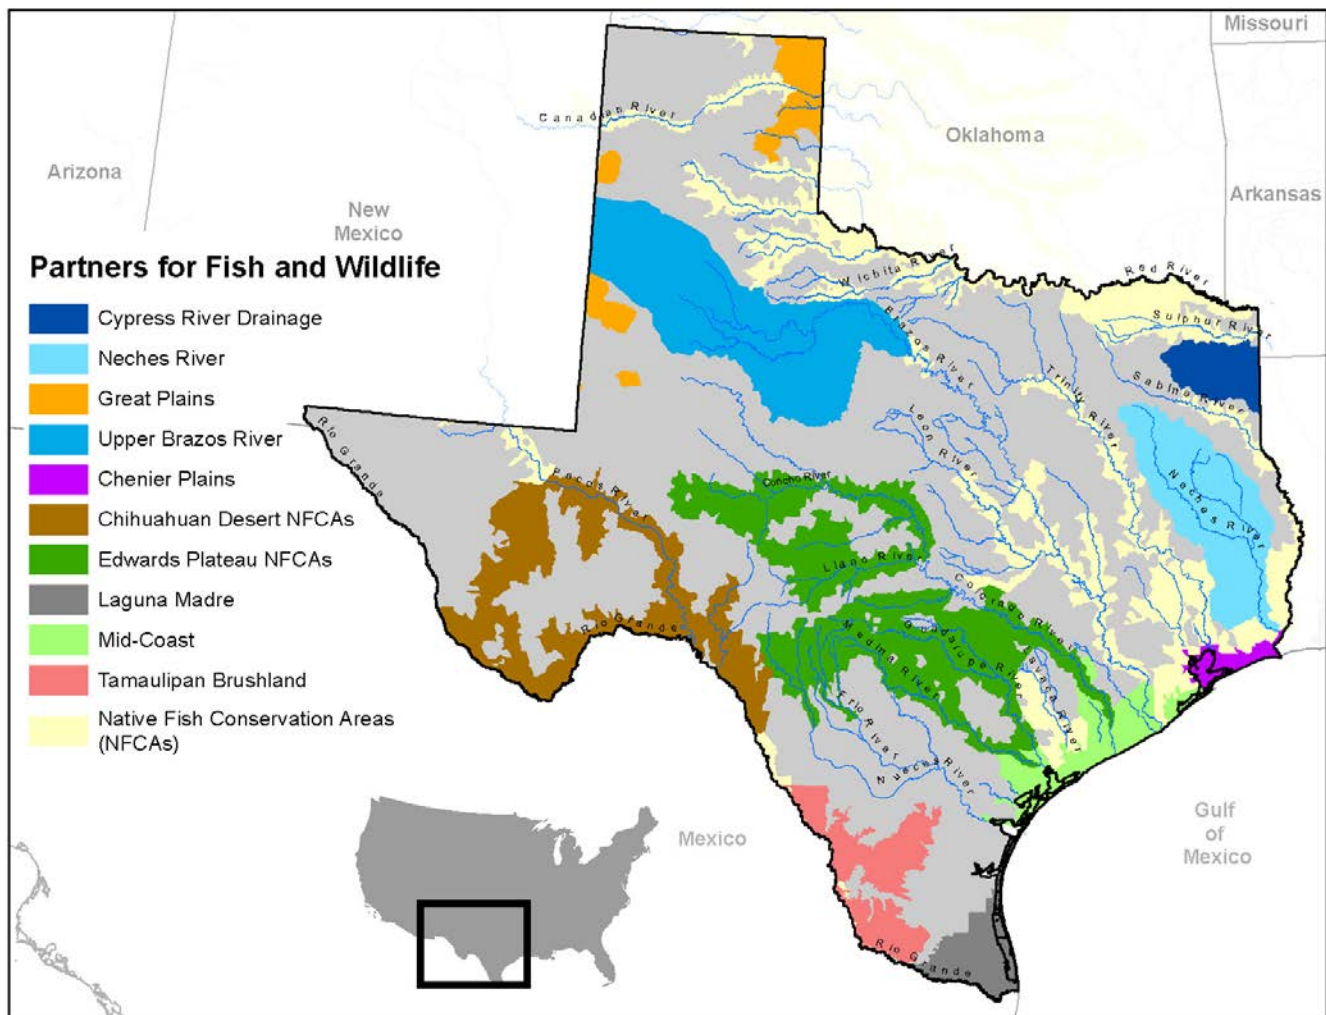 Missouri
Canadian River
Oklahoma
Arizona
Arkansas
New
Mexico
Partners for Fish and Wildlife
Cypress River Drainage
Neches River
Great Plains
Upper Brazos River
Chenier Plains
Chihuahuan Desert NFCAs
Edwards Plateau NFCAs
Laguna Madre
Mid-Coast
Tamaulipan Brushland
Native Fish Conservation Areas
(NFCAs)
Wichita River
Red River
Sulphur River
Brazos River
Trinity River
Sabine River
Leon River
Neches River
Rio Grande
Pecos River
Concho River
Llano River
Colorado River
Rio Grande
Medina River
Guadalupe River
Lavaca River
Frio River
Nueces River
Mexico
Gulf
of
Mexico
Rio Grande